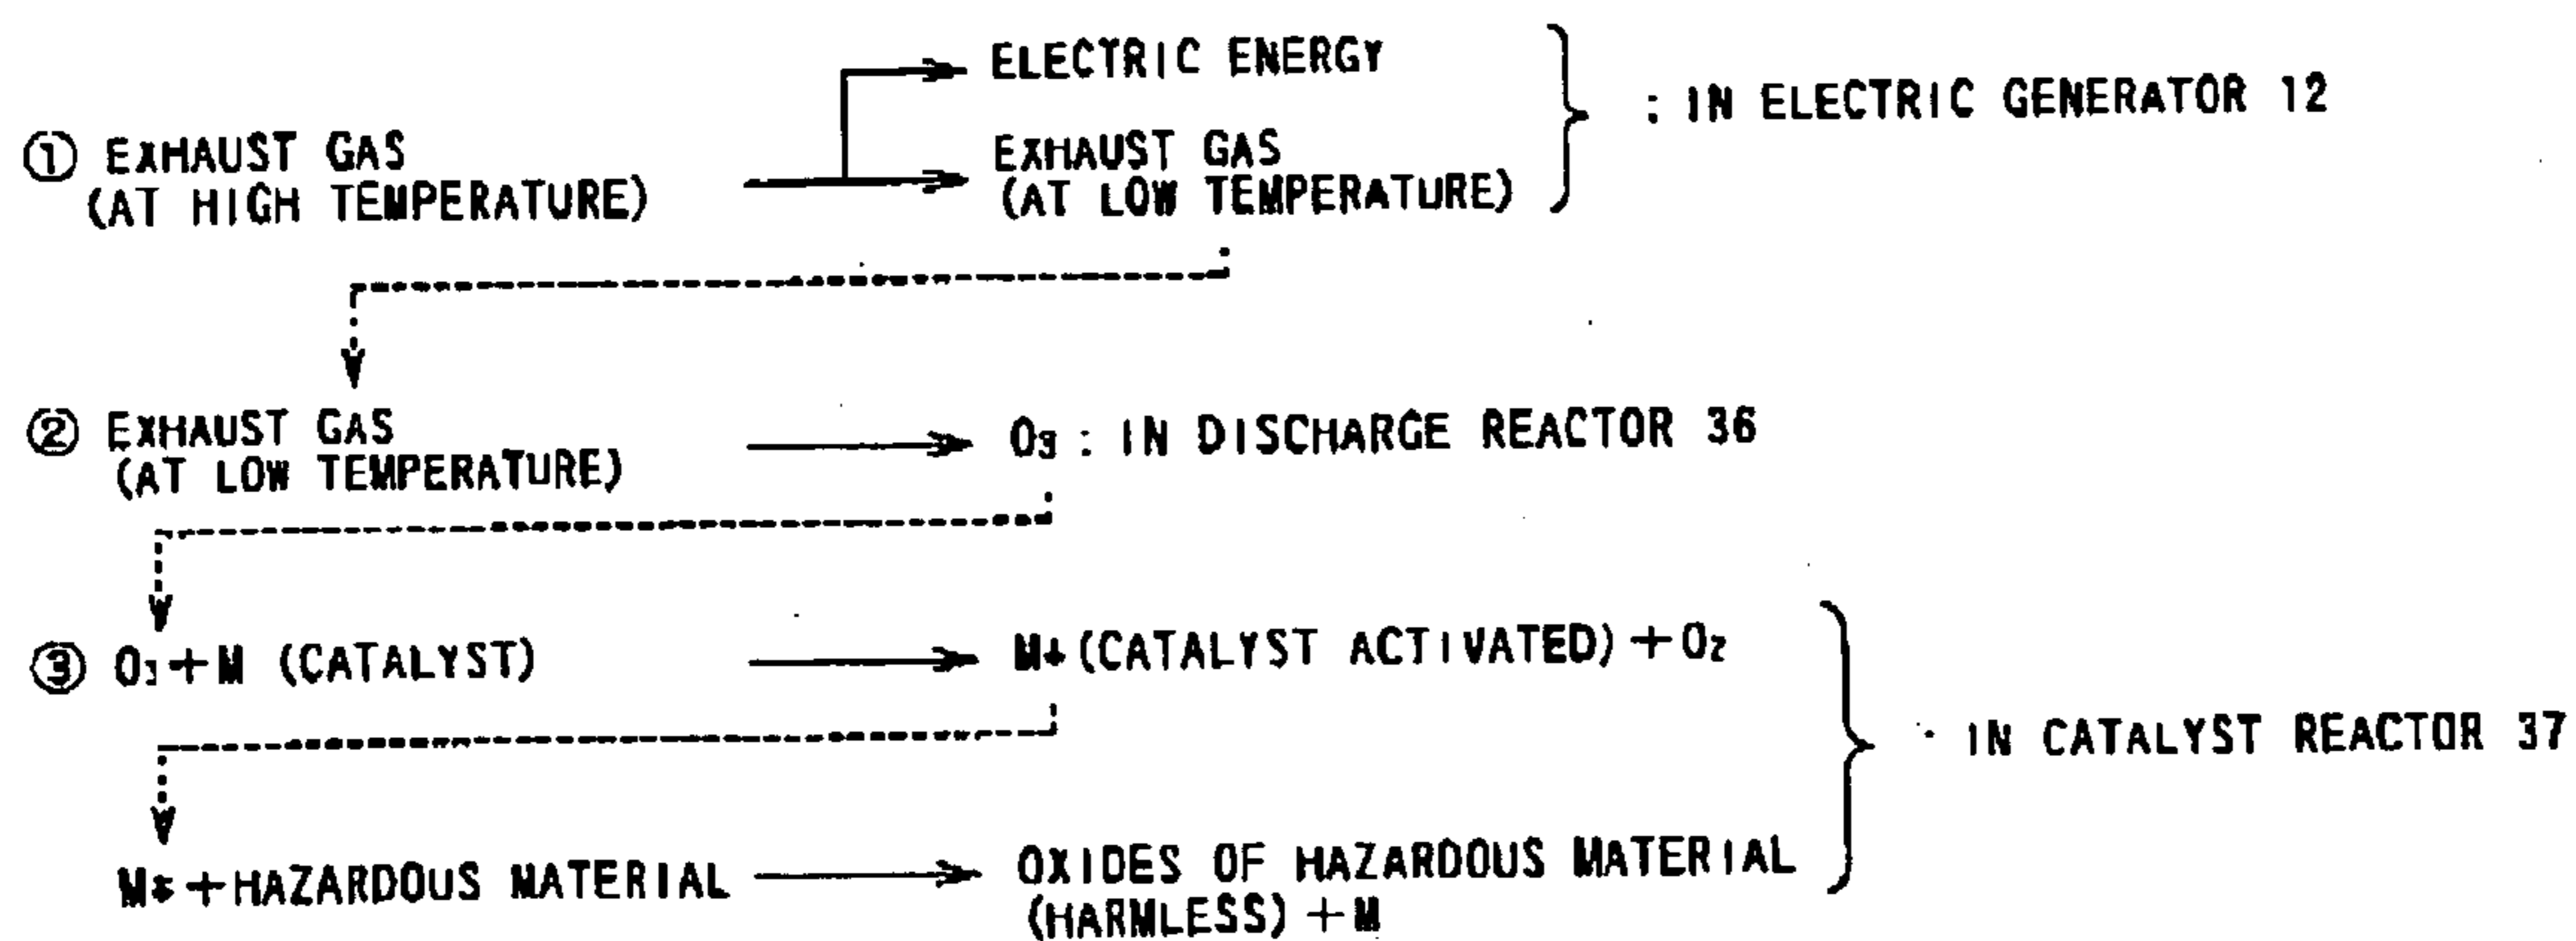 ELECTRIC ENERGY
: IN ELECTRIC GENERATOR 12
① EXHAUST GAS
(AT HIGH TEMPERATURE)
EXHAUST GAS
(AT LOW TEMPERATURE)
② EXHAUST GAS
(AT LOW TEMPERATURE)
O₃ : IN DISCHARGE REACTOR 36
③ O₃+M (CATALYST)
M* (CATALYST ACTIVATED) + O₂
: IN CATALYST REACTOR 37
M* + HAZARDOUS MATERIAL
OXIDES OF HAZARDOUS MATERIAL
(HARMLESS) + M